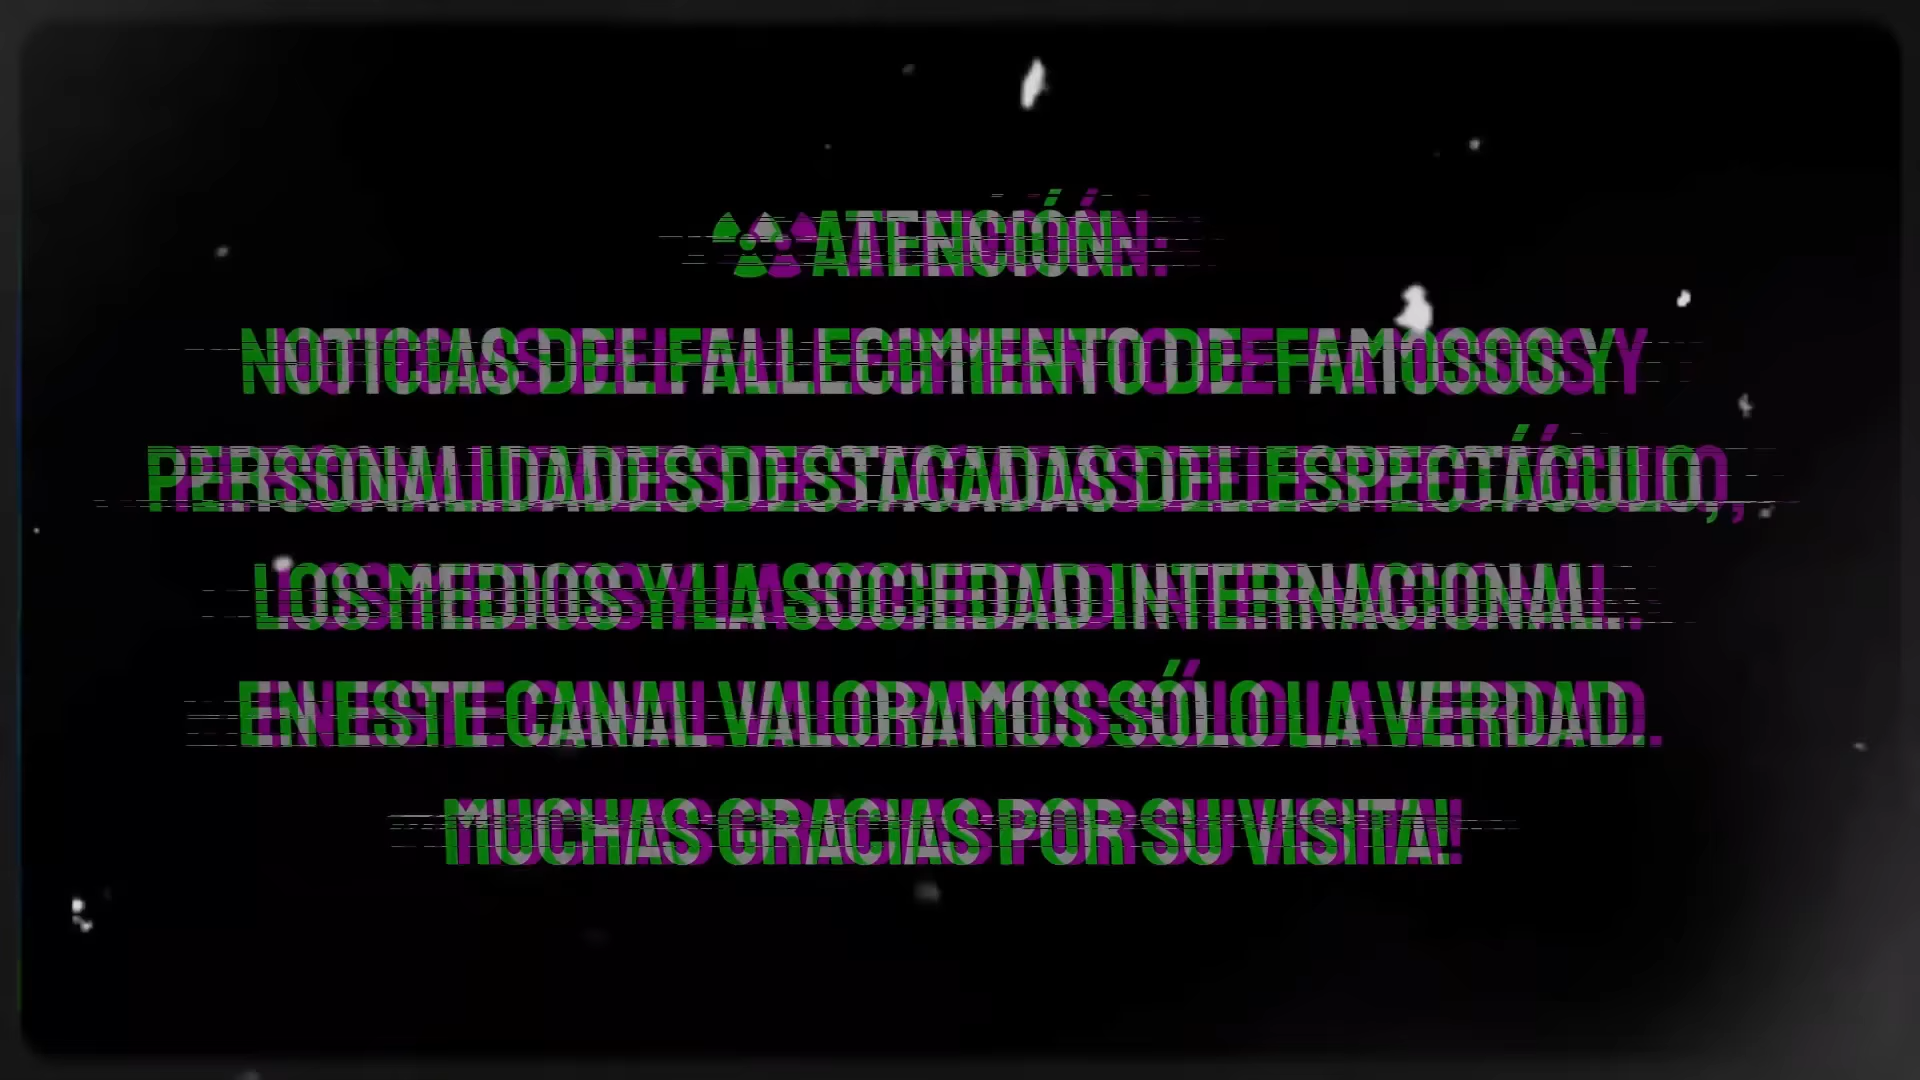 ☢ATENCIÓN:
NOTICIAS DEL FALLECIMIENTO DE FAMOSOS Y
PERSONALIDADES DESTACADAS DEL ESPECTÁCULO,
LOS MEDIOS Y LA SOCIEDAD INTERNACIONAL.
EN ESTE CANAL VALORAMOS SÓLO LA VERDAD.
MUCHAS GRACIAS POR SU VISITA!